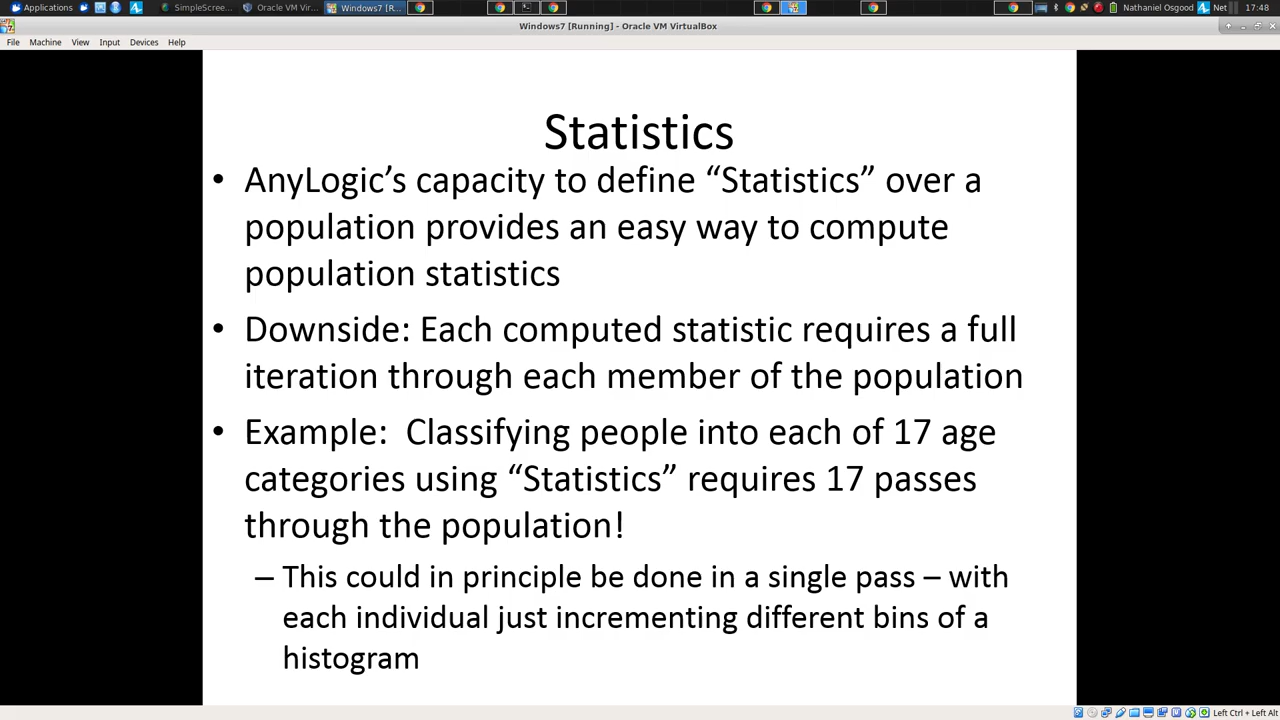 Applications
SimpleScree...
Oracle VM Vir...
Windows7 [R...
Nathaniel Osgood
Net
17:48
Windows7 [Running] - Oracle VM VirtualBox
File Machine View Input Devices Help
Statistics
• AnyLogic’s capacity to define “Statistics” over a
population provides an easy way to compute
population statistics
• Downside: Each computed statistic requires a full
iteration through each member of the population
• Example:  Classifying people into each of 17 age
categories using “Statistics” requires 17 passes
through the population!
– This could in principle be done in a single pass – with
each individual just incrementing different bins of a
histogram
Left Ctrl + Left Alt